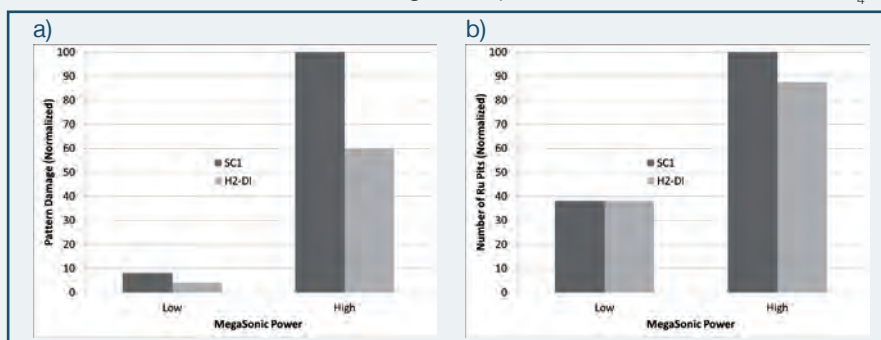 4
a)
100
90
80
70
60
50
40
30
20
10
0
Pattern Damage (Normalized)
SC1
H2-DI
Low
High
MegaSonic Power
b)
100
90
80
70
60
50
40
30
20
10
0
Number of Ru Pits (Normalized)
SC1
H2-DI
Low
High
MegaSonic Power